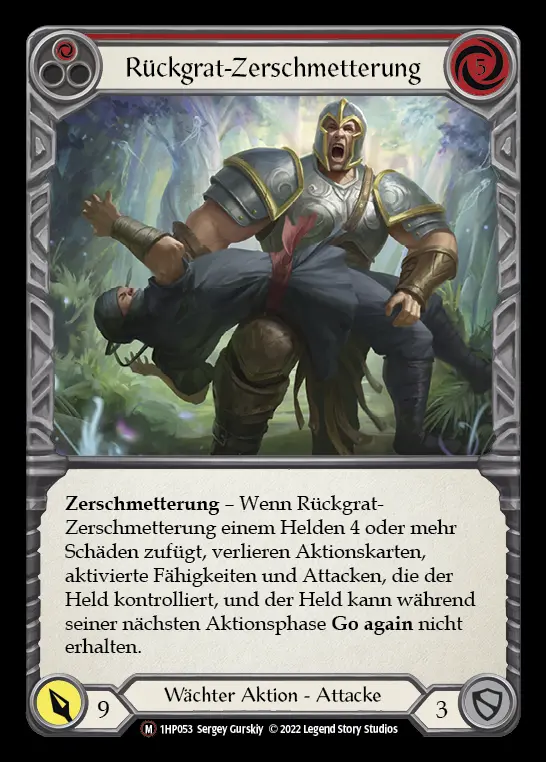 Rückgrat-Zerschmetterung
3
Zerschmetterung – Wenn Rückgrat-
Zerschmetterung einem Helden 4 oder mehr
Schäden zufügt, verlieren Aktionskarten,
aktivierte Fähigkeiten und Attacken, die der
Held kontrolliert, und der Held kann während
seiner nächsten Aktionsphase Go again nicht
erhalten.
9
Wächter Aktion - Attacke
3
M 1HP053 Sergey Gurskiy © 2022 Legend Story Studios